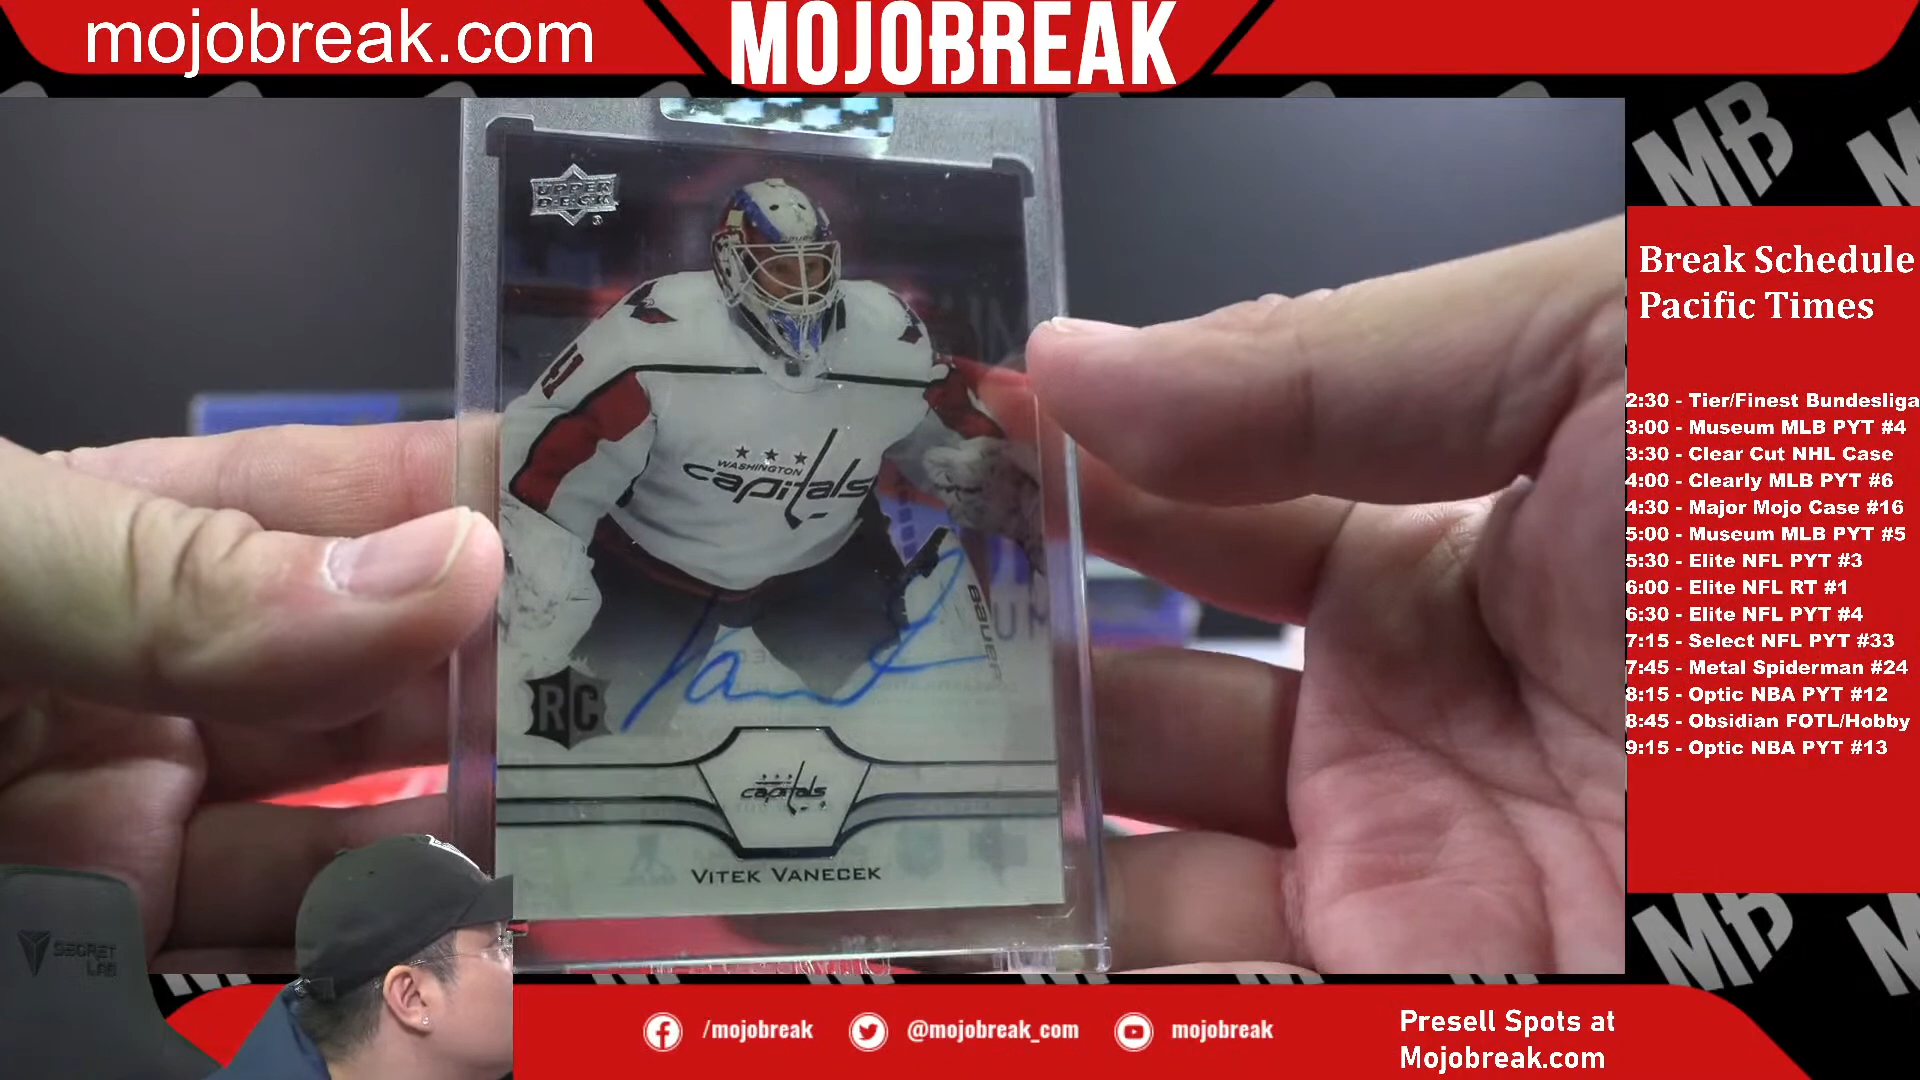 mojobreak.com
MOJOBREAK
MB
UPPER
DECK
41
WASHINGTON
capitals
BAUER
RC
capitals
VITEK VANECEK
SECRET
LAB
Break Schedule
Pacific Times
2:30 - Tier/Finest Bundesliga
3:00 - Museum MLB PYT #4
3:30 - Clear Cut NHL Case
4:00 - Clearly MLB PYT #6
4:30 - Major Mojo Case #16
5:00 - Museum MLB PYT #5
5:30 - Elite NFL PYT #3
6:00 - Elite NFL RT #1
6:30 - Elite NFL PYT #4
7:15 - Select NFL PYT #33
7:45 - Metal Spiderman #24
8:15 - Optic NBA PYT #12
8:45 - Obsidian FOTL/Hobby
9:15 - Optic NBA PYT #13
MB
/mojobreak
@mojobreak_com
mojobreak
Presell Spots at
Mojobreak.com